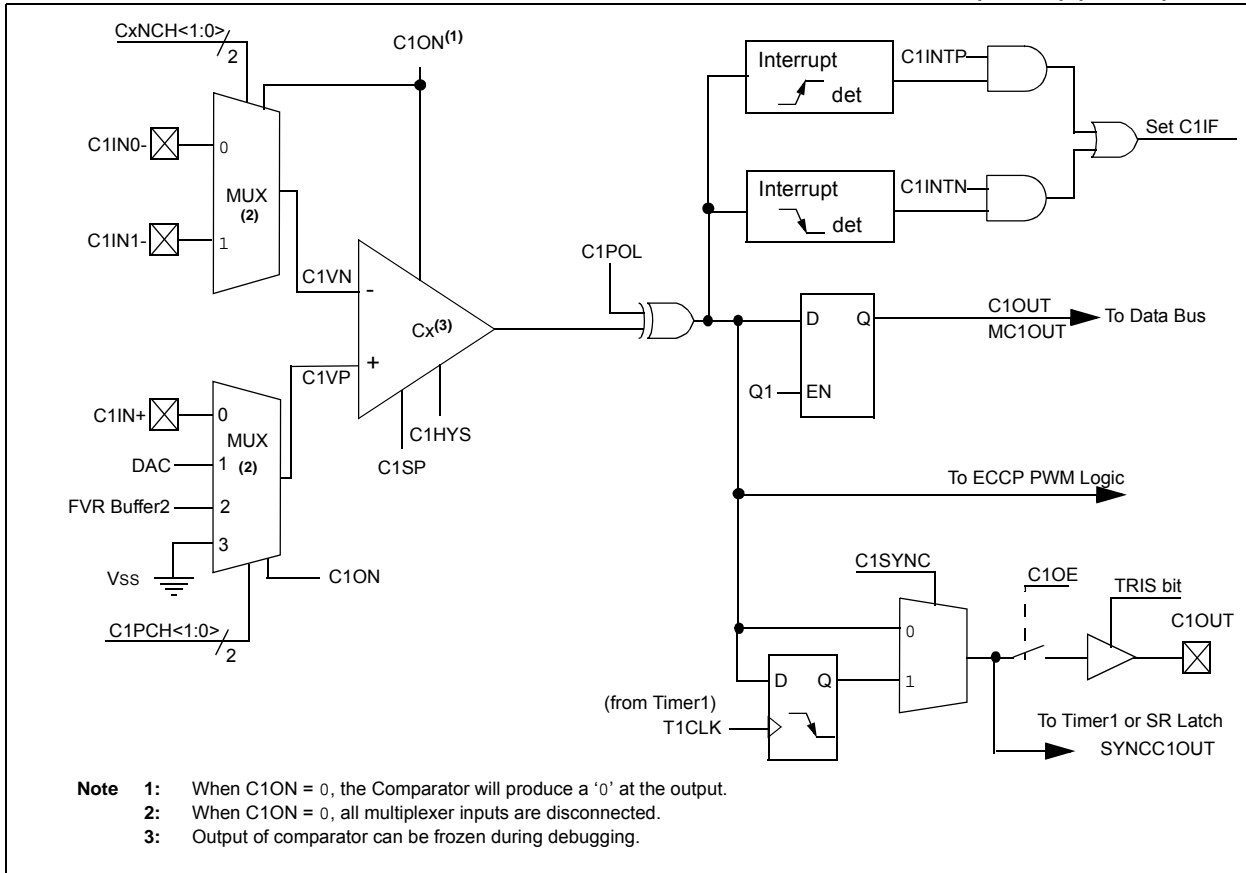 CxNCH<1:0>
2
C1ON(1)
C1IN0-
0
MUX
(2)
C1IN1-
1
C1VN
-
Cx(3)
+
C1VP
C1HYS
C1SP
C1IN+
0
MUX
(2)
DAC
1
FVR Buffer2
2
3
VSS
C1ON
C1PCH<1:0>
2
C1POL
Interrupt
det
C1INTP
Interrupt
det
C1INTN
Set C1IF
D
Q
Q1
EN
C1OUT
MC1OUT
To Data Bus
To ECCP PWM Logic
C1SYNC
0
1
D
Q
(from Timer1)
T1CLK
C1OE
TRIS bit
C1OUT
To Timer1 or SR Latch
SYNCC1OUT
Note 1: When C1ON = 0, the Comparator will produce a ‘0’ at the output.
2: When C1ON = 0, all multiplexer inputs are disconnected.
3: Output of comparator can be frozen during debugging.